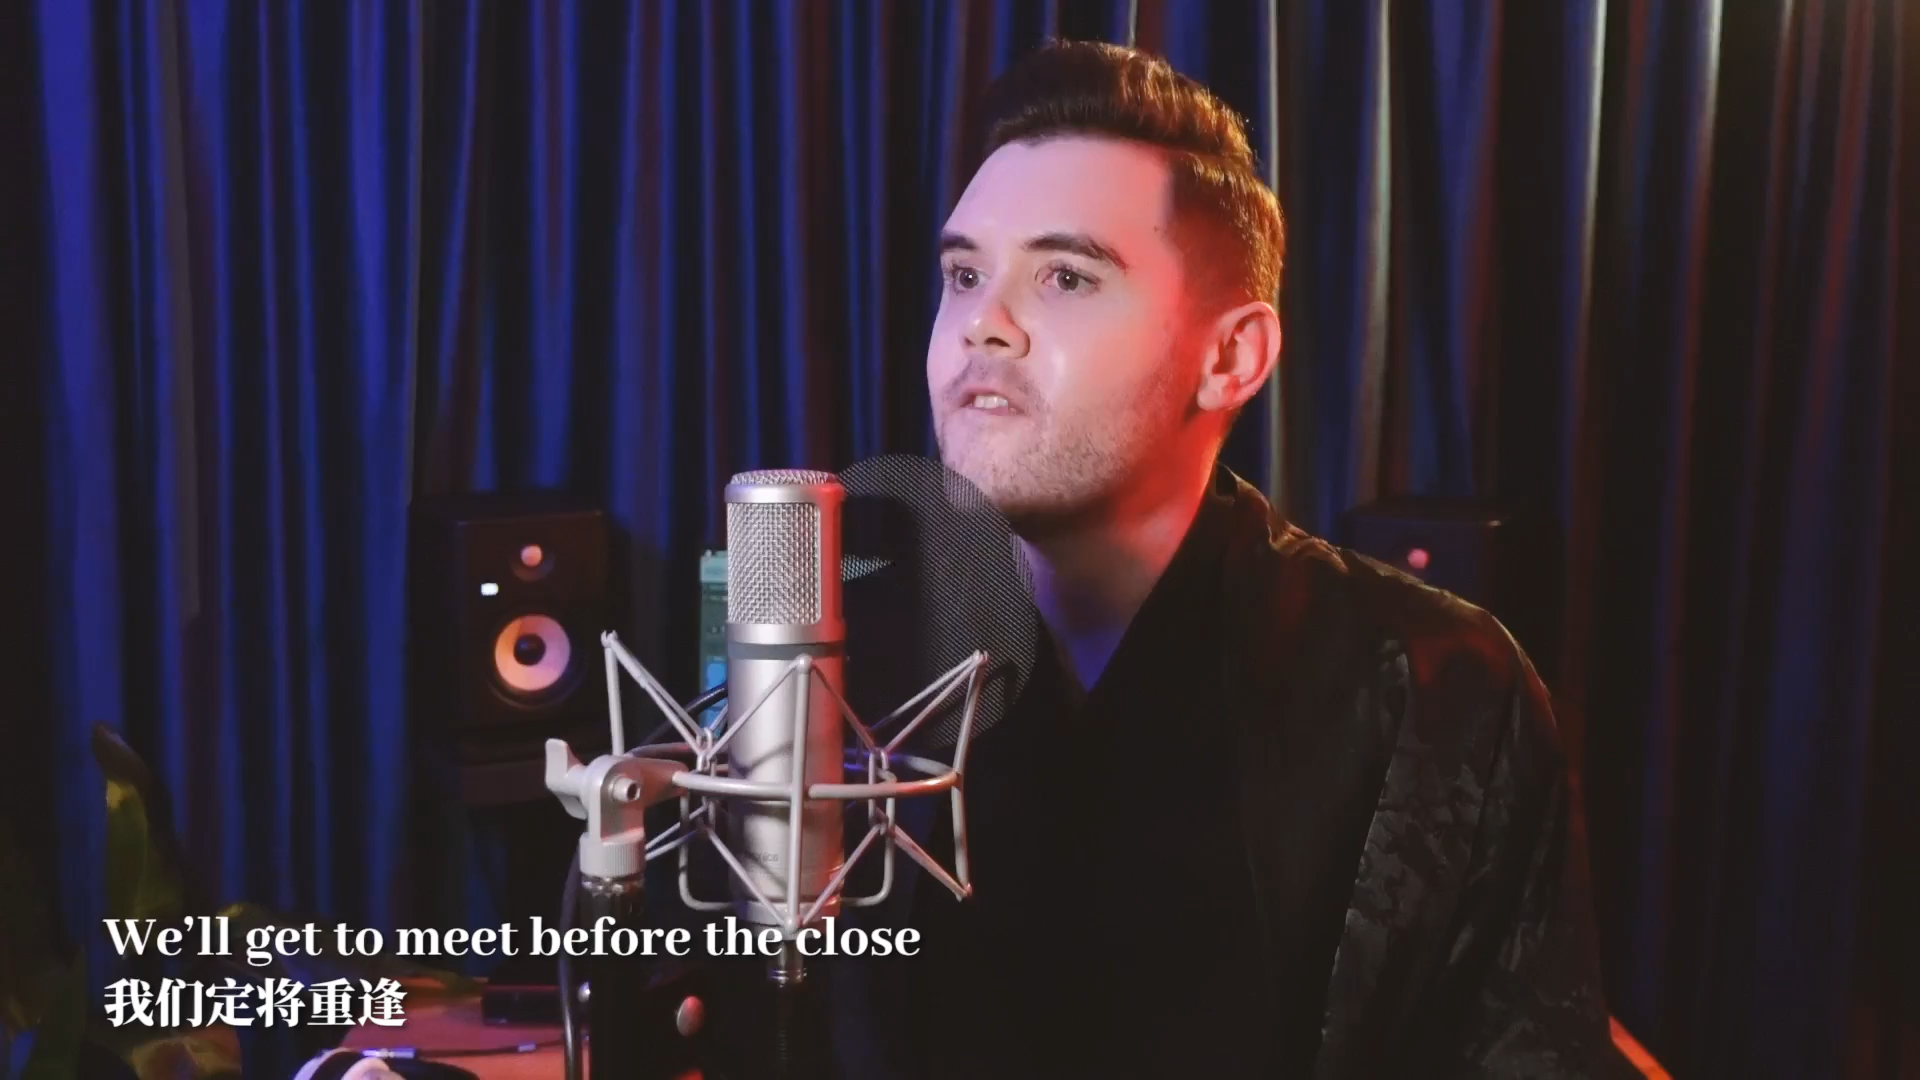 We’ll get to meet before the close
我们定将重逢